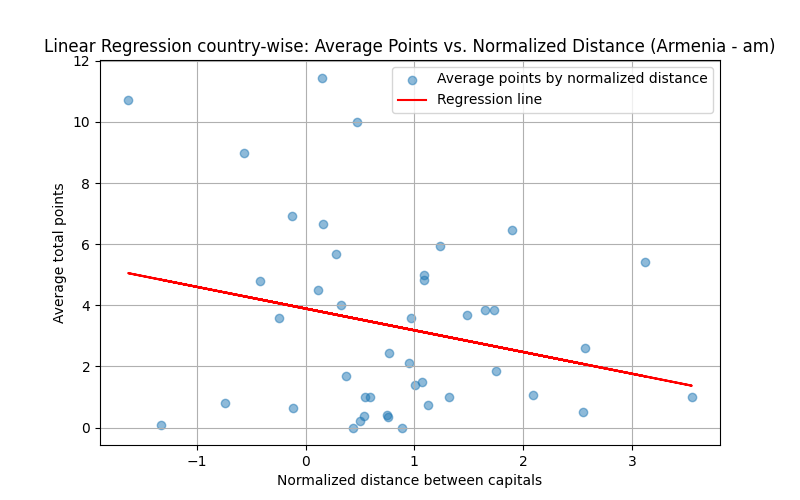 Linear Regression country-wise: Average Points vs. Normalized Distance (Armenia - am)
Average points by normalized distance
Regression line
Average total points
12
10
8
6
4
2
0
−1
0
1
2
3
Normalized distance between capitals